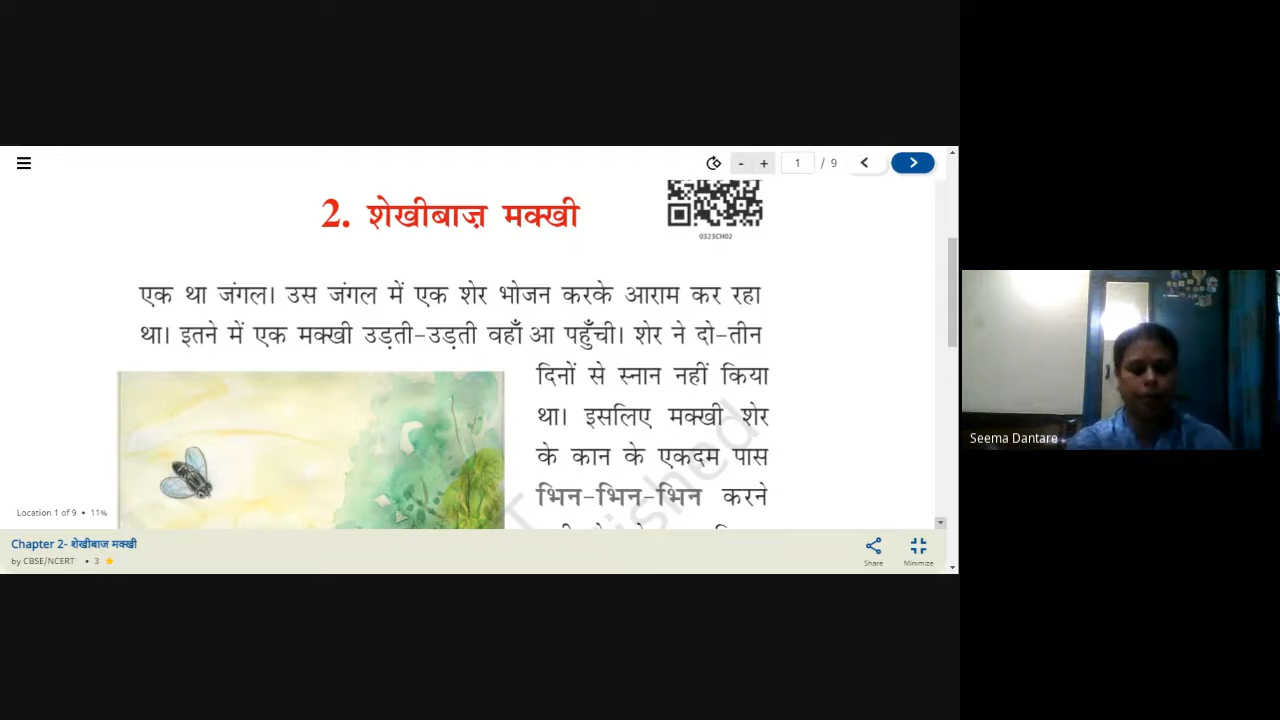 1 / 9
2. शेखीबाज़ मक्खी
0323CH02
एक था जंगल। उस जंगल में एक शेर भोजन करके आराम कर रहा
था। इतने में एक मक्खी उड़ती-उड़ती वहाँ आ पहुँची। शेर ने दो-तीन
दिनों से स्नान नहीं किया
था। इसलिए मक्खी शेर
के कान के एकदम पास
भिन-भिन-भिन करने
Location 1 of 9 • 11%
Chapter 2- शेखीबाज मक्खी
by CBSE/NCERT • 3
Share
Minimize
Seema Dantare